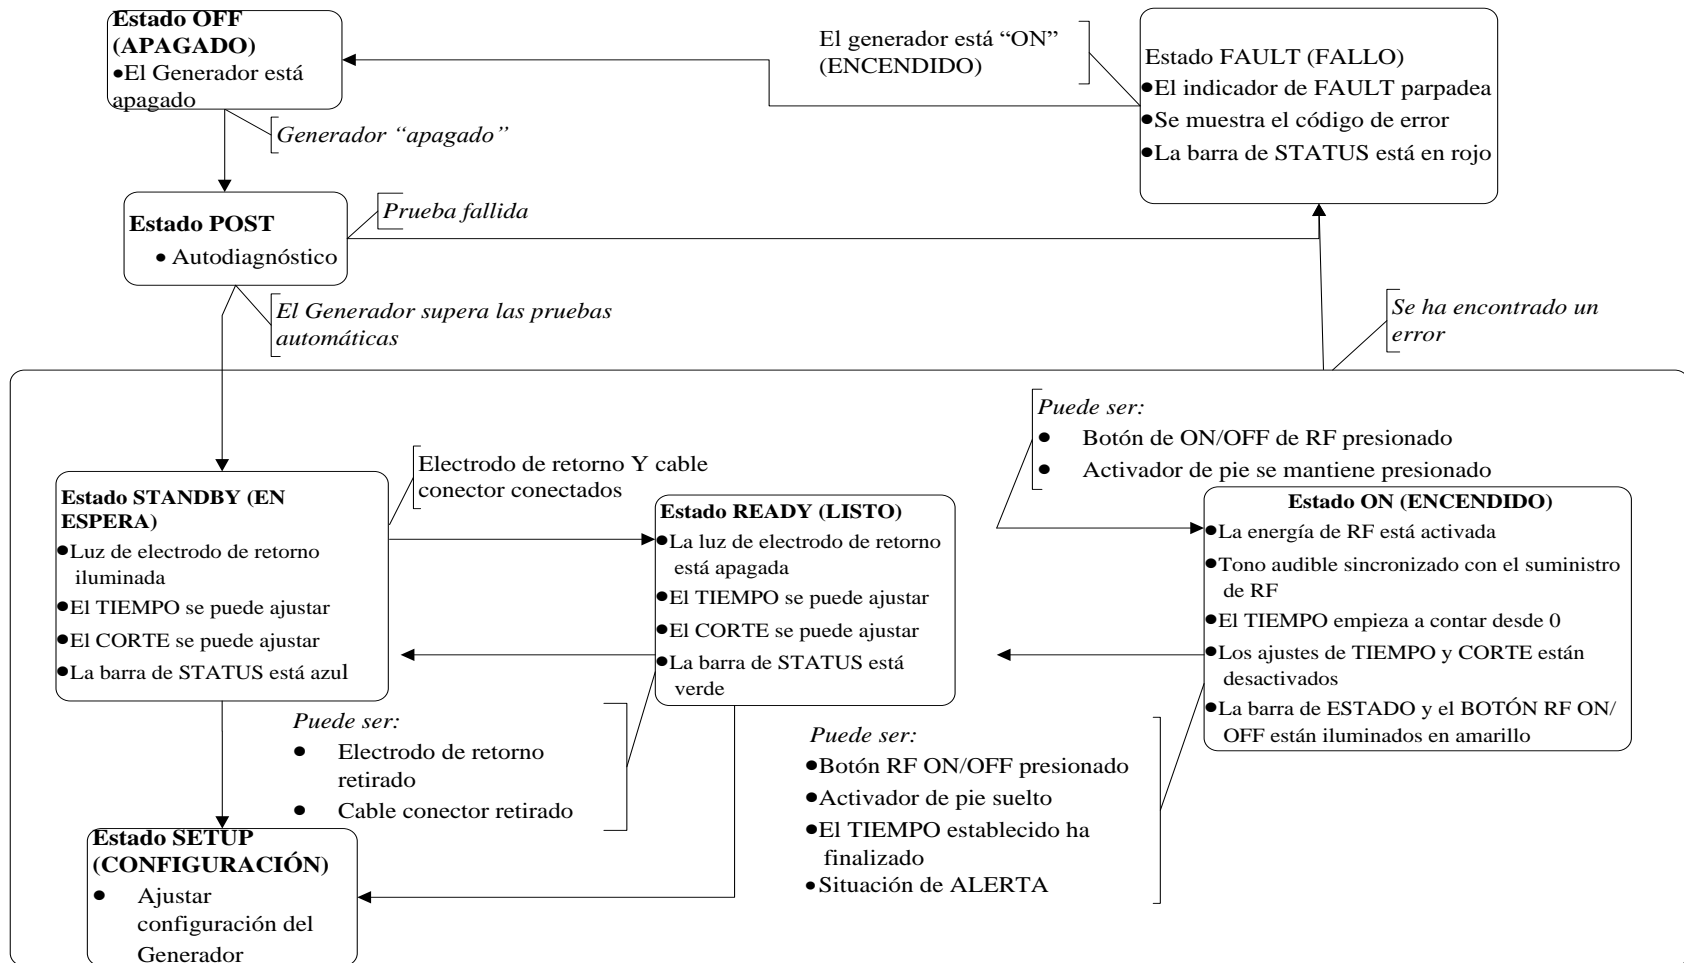 Estado OFF
(APAGADO)
•El Generador está
apagado
Generador “apagado”
El generador está “ON”
(ENCENDIDO)
Estado FAULT (FALLO)
•El indicador de FAULT parpadea
•Se muestra el código de error
•La barra de STATUS está en rojo
Estado POST
• Autodiagnóstico
Prueba fallida
El Generador supera las pruebas
automáticas
Se ha encontrado un
error
Puede ser:
• Botón de ON/OFF de RF presionado
• Activador de pie se mantiene presionado
Estado STANDBY (EN
ESPERA)
•Luz de electrodo de retorno
iluminada
•El TIEMPO se puede ajustar
•El CORTE se puede ajustar
•La barra de STATUS está azul
Electrodo de retorno Y cable
conector conectados
Estado READY (LISTO)
•La luz de electrodo de retorno
está apagada
•El TIEMPO se puede ajustar
•El CORTE se puede ajustar
•La barra de STATUS está
verde
Estado ON (ENCENDIDO)
•La energía de RF está activada
•Tono audible sincronizado con el suministro
de RF
•El TIEMPO empieza a contar desde 0
•Los ajustes de TIEMPO y CORTE están
desactivados
•La barra de ESTADO y el BOTÓN RF ON/
OFF están iluminados en amarillo
Puede ser:
• Electrodo de retorno
retirado
• Cable conector retirado
Puede ser:
•Botón RF ON/OFF presionado
•Activador de pie suelto
•El TIEMPO establecido ha
finalizado
•Situación de ALERTA
Estado SETUP
(CONFIGURACIÓN)
• Ajustar
configuración del
Generador